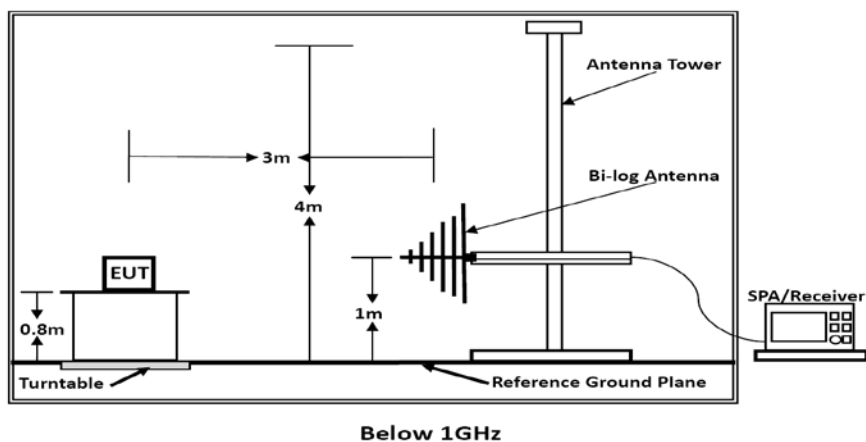 Antenna Tower
3m
Bi-log Antenna
4m
EUT
SPA/Receiver
0.8m
1m
Turntable
Reference Ground Plane
Below 1GHz